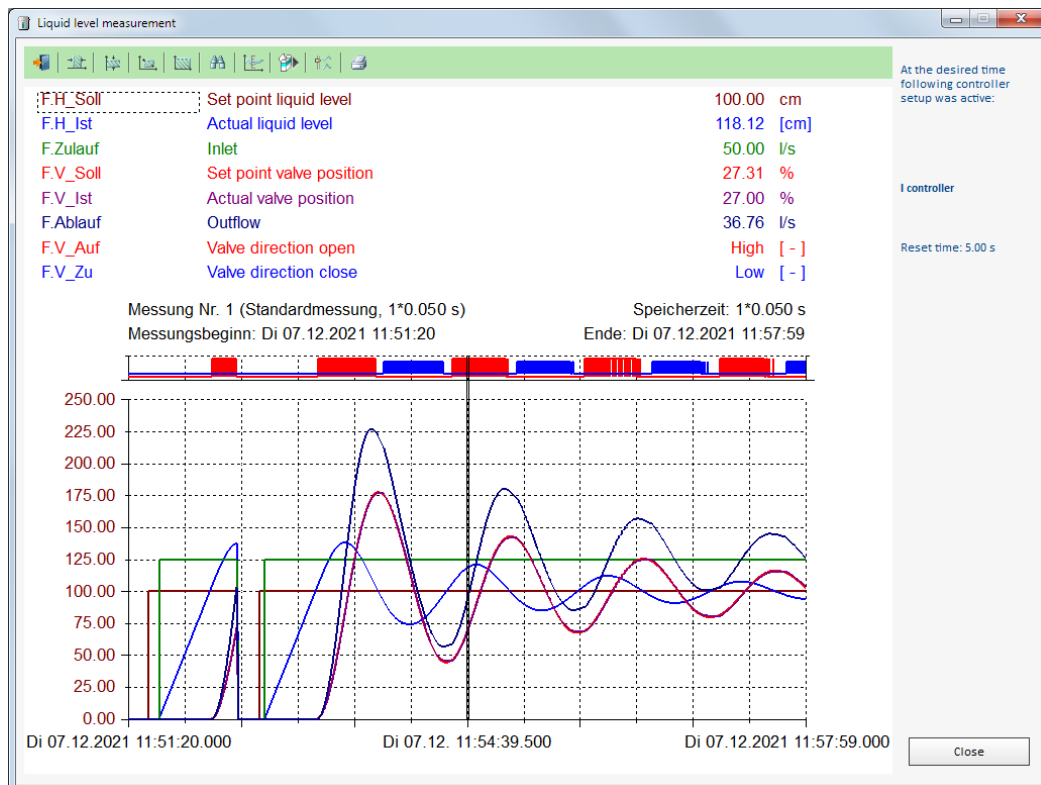 Liquid level measurement
At the desired time
following controller
setup was active:
F.H_Soll Set point liquid level 100.00 cm
F.H_Ist Actual liquid level 118.12 [cm]
F.Zulauf Inlet 50.00 l/s
F.V_Soll Set point valve position 27.31 %
F.V_Ist Actual valve position 27.00 %
I controller
F.Ablauf Outflow 36.76 l/s
F.V_Auf Valve direction open High [ - ]
Reset time: 5.00 s
F.V_Zu Valve direction close Low [ - ]
Messung Nr. 1 (Standardmessung, 1*0.050 s) Speicherzeit: 1*0.050 s
Messungsbeginn: Di 07.12.2021 11:51:20 Ende: Di 07.12.2021 11:57:59
250.00
225.00
200.00
175.00
150.00
125.00
100.00
75.00
50.00
25.00
0.00
Di 07.12.2021 11:51:20.000 Di 07.12. 11:54:39.500 Di 07.12.2021 11:57:59.000
Close